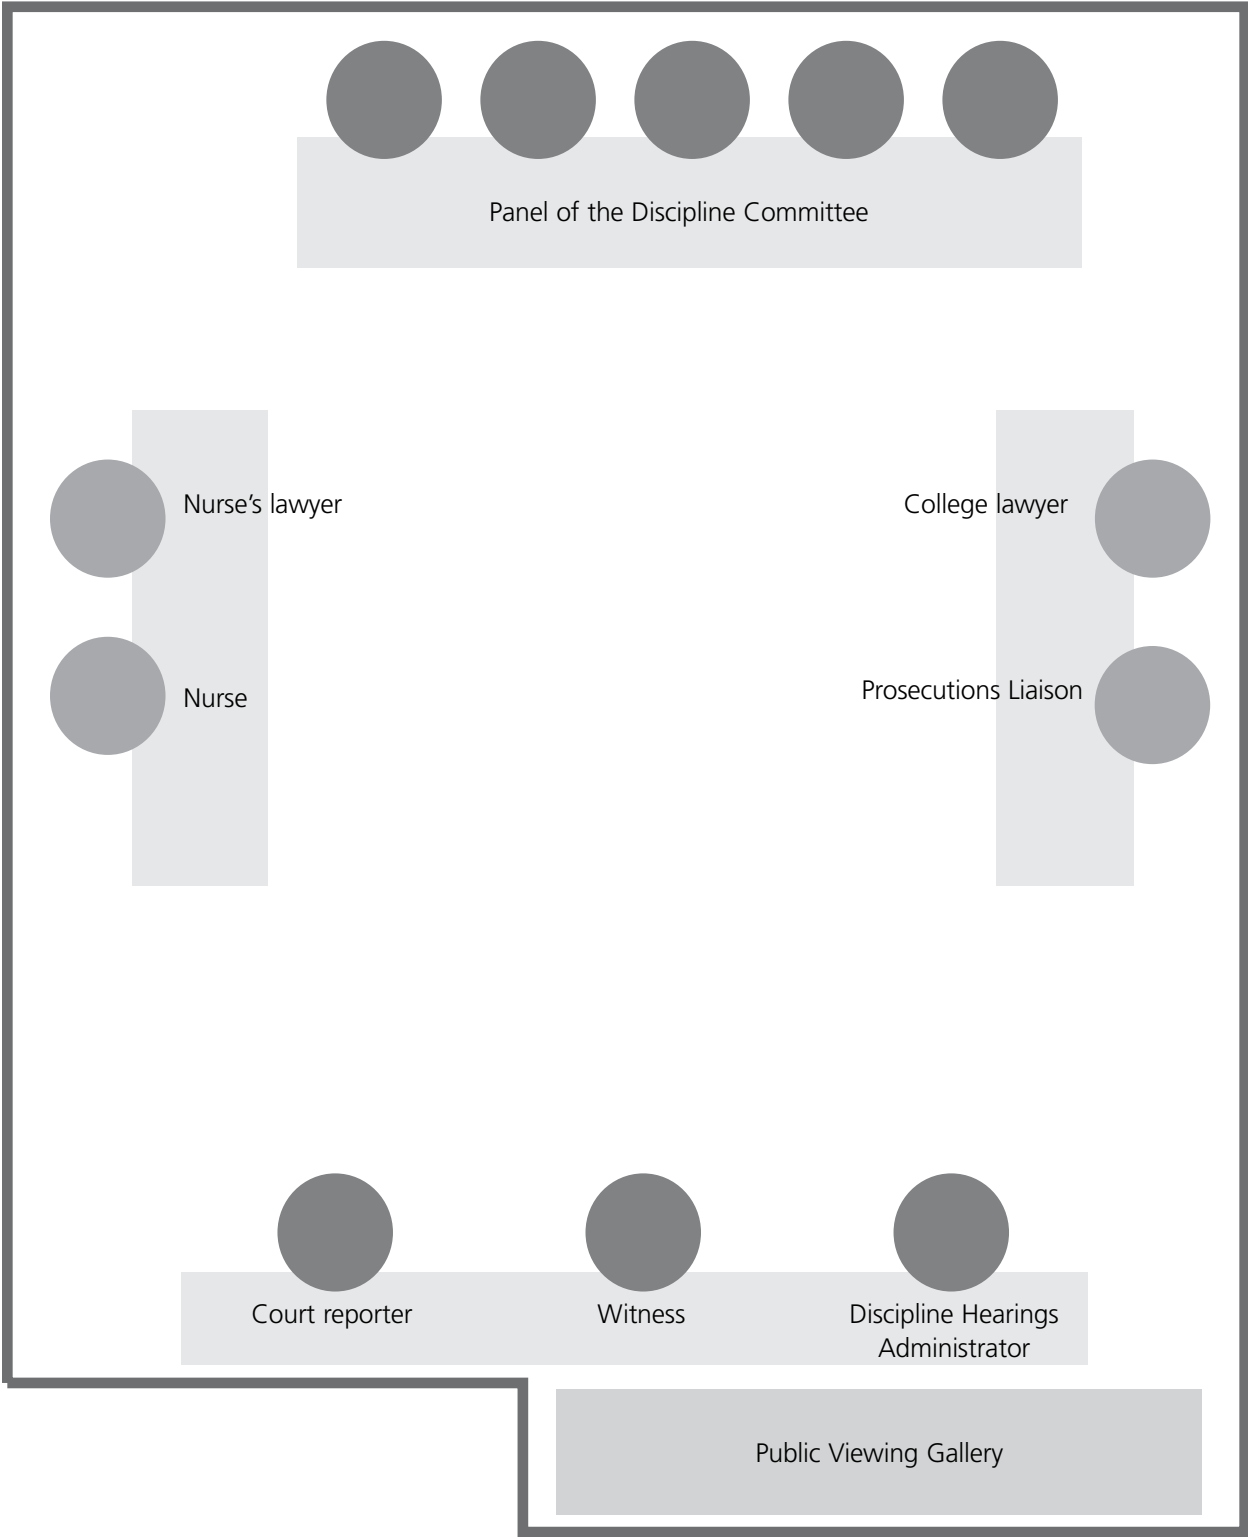 Panel of the Discipline Committee
Nurse’s lawyer
College lawyer
Nurse
Prosecutions Liaison
Court reporter
Witness
Discipline Hearings
Administrator
Public Viewing Gallery